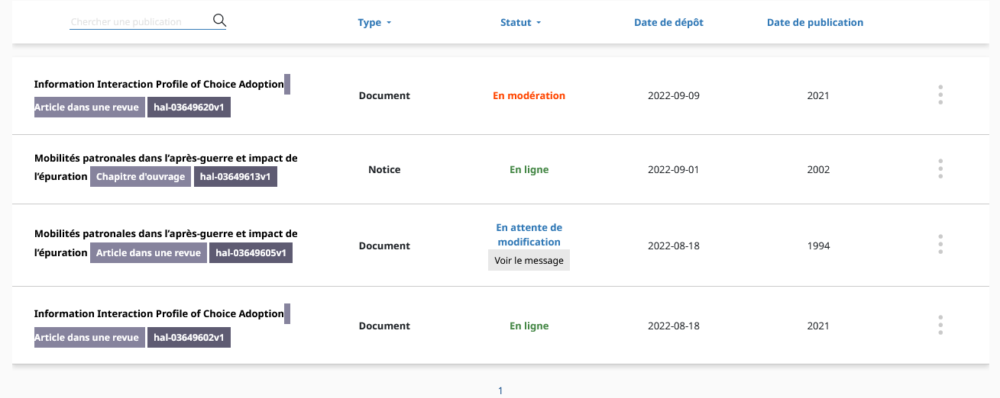 Chercher une publication Type Statut Date de dépôt Date de publication
Information Interaction Profile of Choice Adoption
Article dans une revue hal-03649620v1
Document En modération 2022-09-09 2021
Mobilités patronales dans l'après-guerre et impact de
l'épuration Chapitre d'ouvrage hal-03649613v1
Notice En ligne 2022-09-01 2002
Mobilités patronales dans l'après-guerre et impact de
l'épuration Article dans une revue hal-03649605v1
Document
En attente de
modification
Voir le message
2022-08-18 1994
Information Interaction Profile of Choice Adoption
Article dans une revue hal-03649602v1
Document En ligne 2022-08-18 2021
1